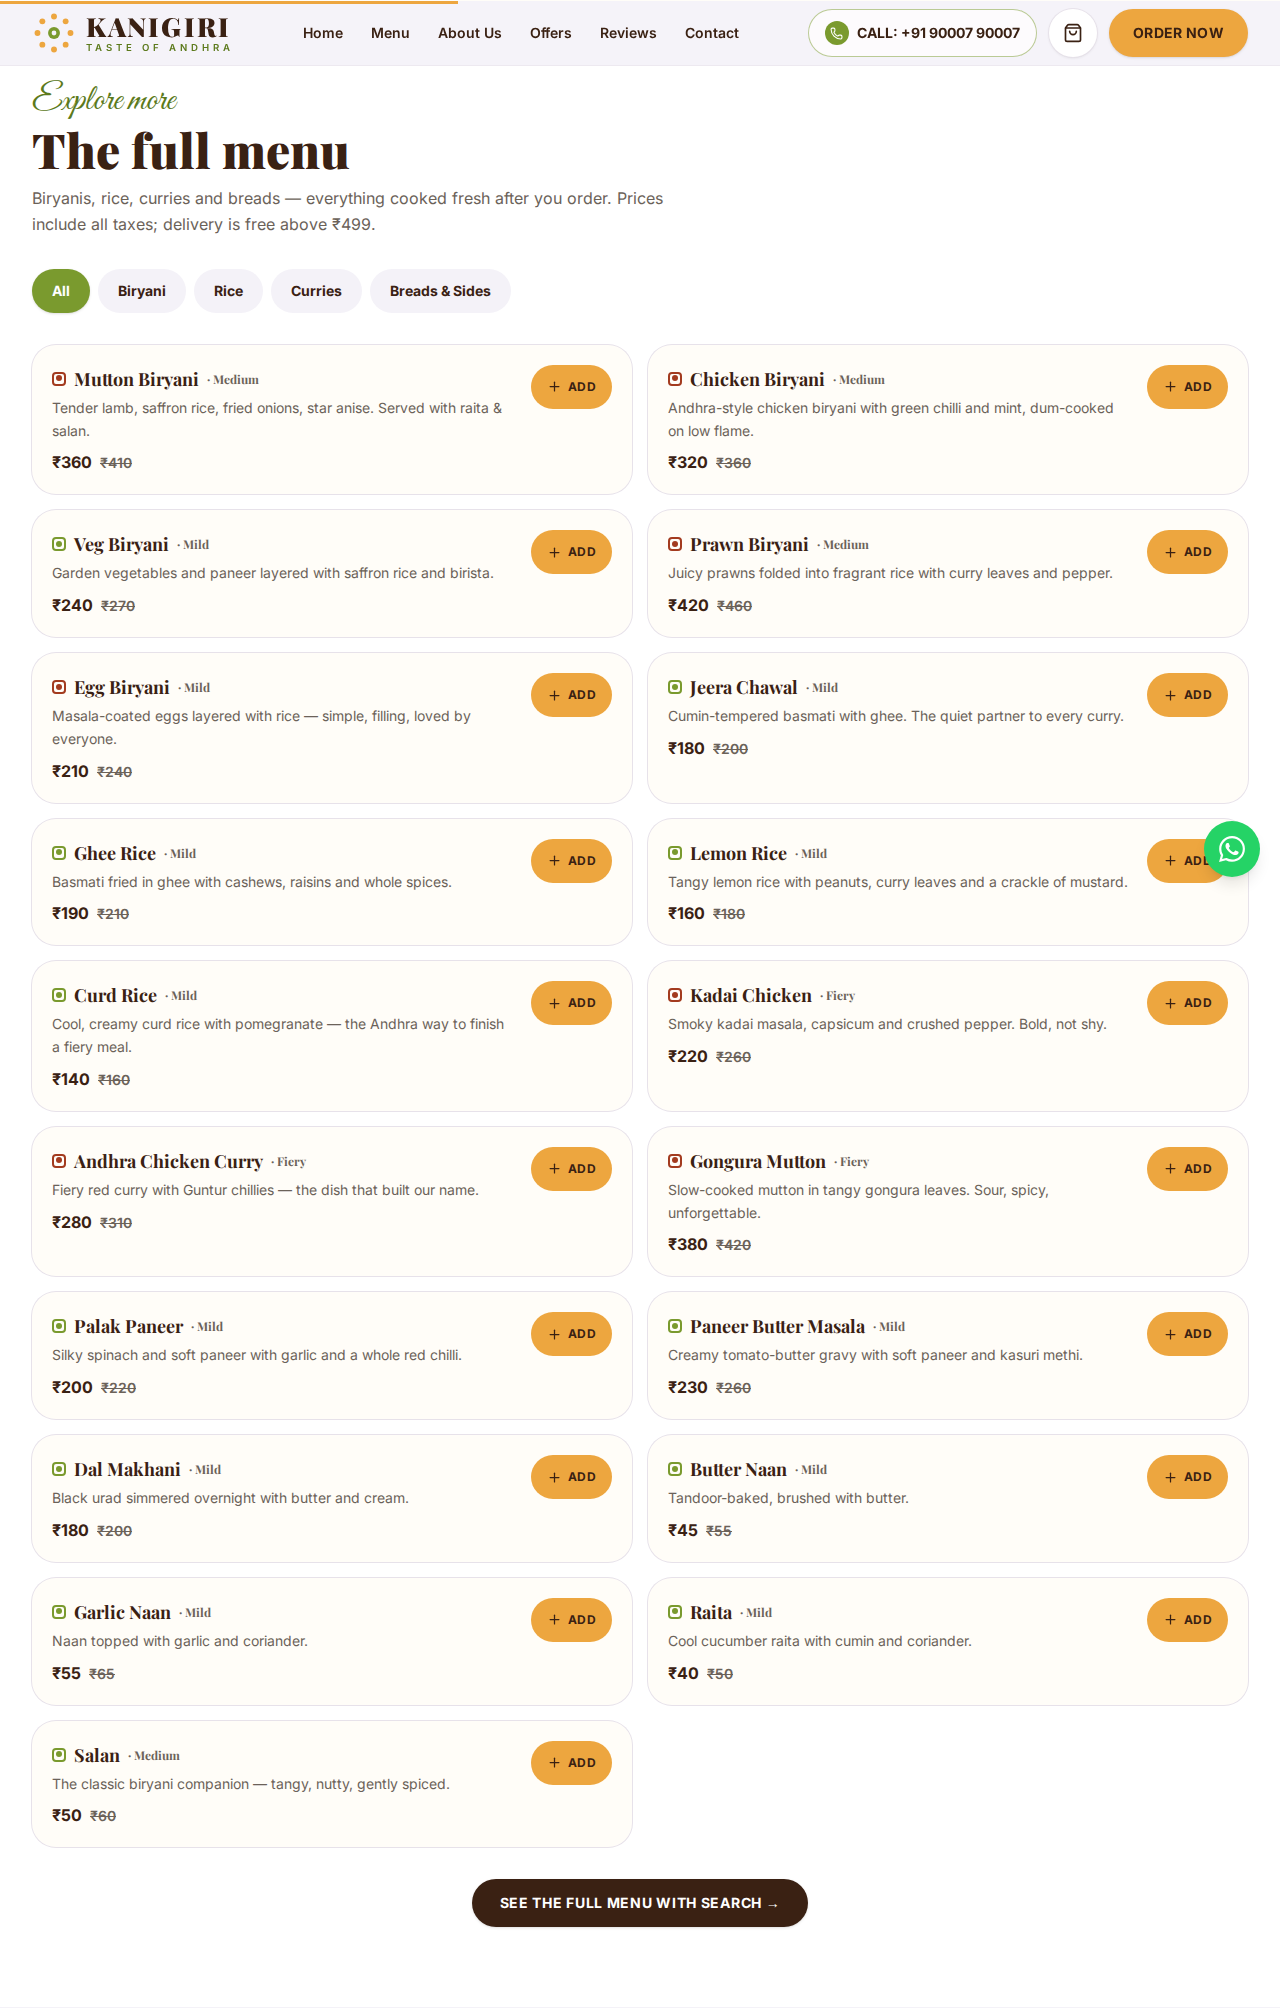 KANIGIRI
TASTE OF ANDHRA
Home Menu About Us Offers Reviews Contact
CALL: +91 90007 90007
ORDER NOW
Explore more
The full menu
Biryanis, rice, curries and breads — everything cooked fresh after you order. Prices
include all taxes; delivery is free above ₹499.
All Biryani Rice Curries Breads & Sides
Mutton Biryani · Medium
Tender lamb, saffron rice, fried onions, star anise. Served with raita &
salan.
₹360 ₹410
+ ADD
Chicken Biryani · Medium
Andhra-style chicken biryani with green chilli and mint, dum-cooked
on low flame.
₹320 ₹360
+ ADD
Veg Biryani · Mild
Garden vegetables and paneer layered with saffron rice and birista.
₹240 ₹270
+ ADD
Prawn Biryani · Medium
Juicy prawns folded into fragrant rice with curry leaves and pepper.
₹420 ₹460
+ ADD
Egg Biryani · Mild
Masala-coated eggs layered with rice — simple, filling, loved by
everyone.
₹210 ₹240
+ ADD
Jeera Chawal · Mild
Cumin-tempered basmati with ghee. The quiet partner to every curry.
₹180 ₹200
+ ADD
Ghee Rice · Mild
Basmati fried in ghee with cashews, raisins and whole spices.
₹190 ₹210
+ ADD
Lemon Rice · Mild
Tangy lemon rice with peanuts, curry leaves and a crackle of mustard.
₹160 ₹180
+ ADD
Curd Rice · Mild
Cool, creamy curd rice with pomegranate — the Andhra way to finish
a fiery meal.
₹140 ₹160
+ ADD
Kadai Chicken · Fiery
Smoky kadai masala, capsicum and crushed pepper. Bold, not shy.
₹220 ₹260
+ ADD
Andhra Chicken Curry · Fiery
Fiery red curry with Guntur chillies — the dish that built our name.
₹280 ₹310
+ ADD
Gongura Mutton · Fiery
Slow-cooked mutton in tangy gongura leaves. Sour, spicy,
unforgettable.
₹380 ₹420
+ ADD
Palak Paneer · Mild
Silky spinach and soft paneer with garlic and a whole red chilli.
₹200 ₹220
+ ADD
Paneer Butter Masala · Mild
Creamy tomato-butter gravy with soft paneer and kasuri methi.
₹230 ₹260
+ ADD
Dal Makhani · Mild
Black urad simmered overnight with butter and cream.
₹180 ₹200
+ ADD
Butter Naan · Mild
Tandoor-baked, brushed with butter.
₹45 ₹55
+ ADD
Garlic Naan · Mild
Naan topped with garlic and coriander.
₹55 ₹65
+ ADD
Raita · Mild
Cool cucumber raita with cumin and coriander.
₹40 ₹50
+ ADD
Salan · Medium
The classic biryani companion — tangy, nutty, gently spiced.
₹50 ₹60
+ ADD
SEE THE FULL MENU WITH SEARCH →